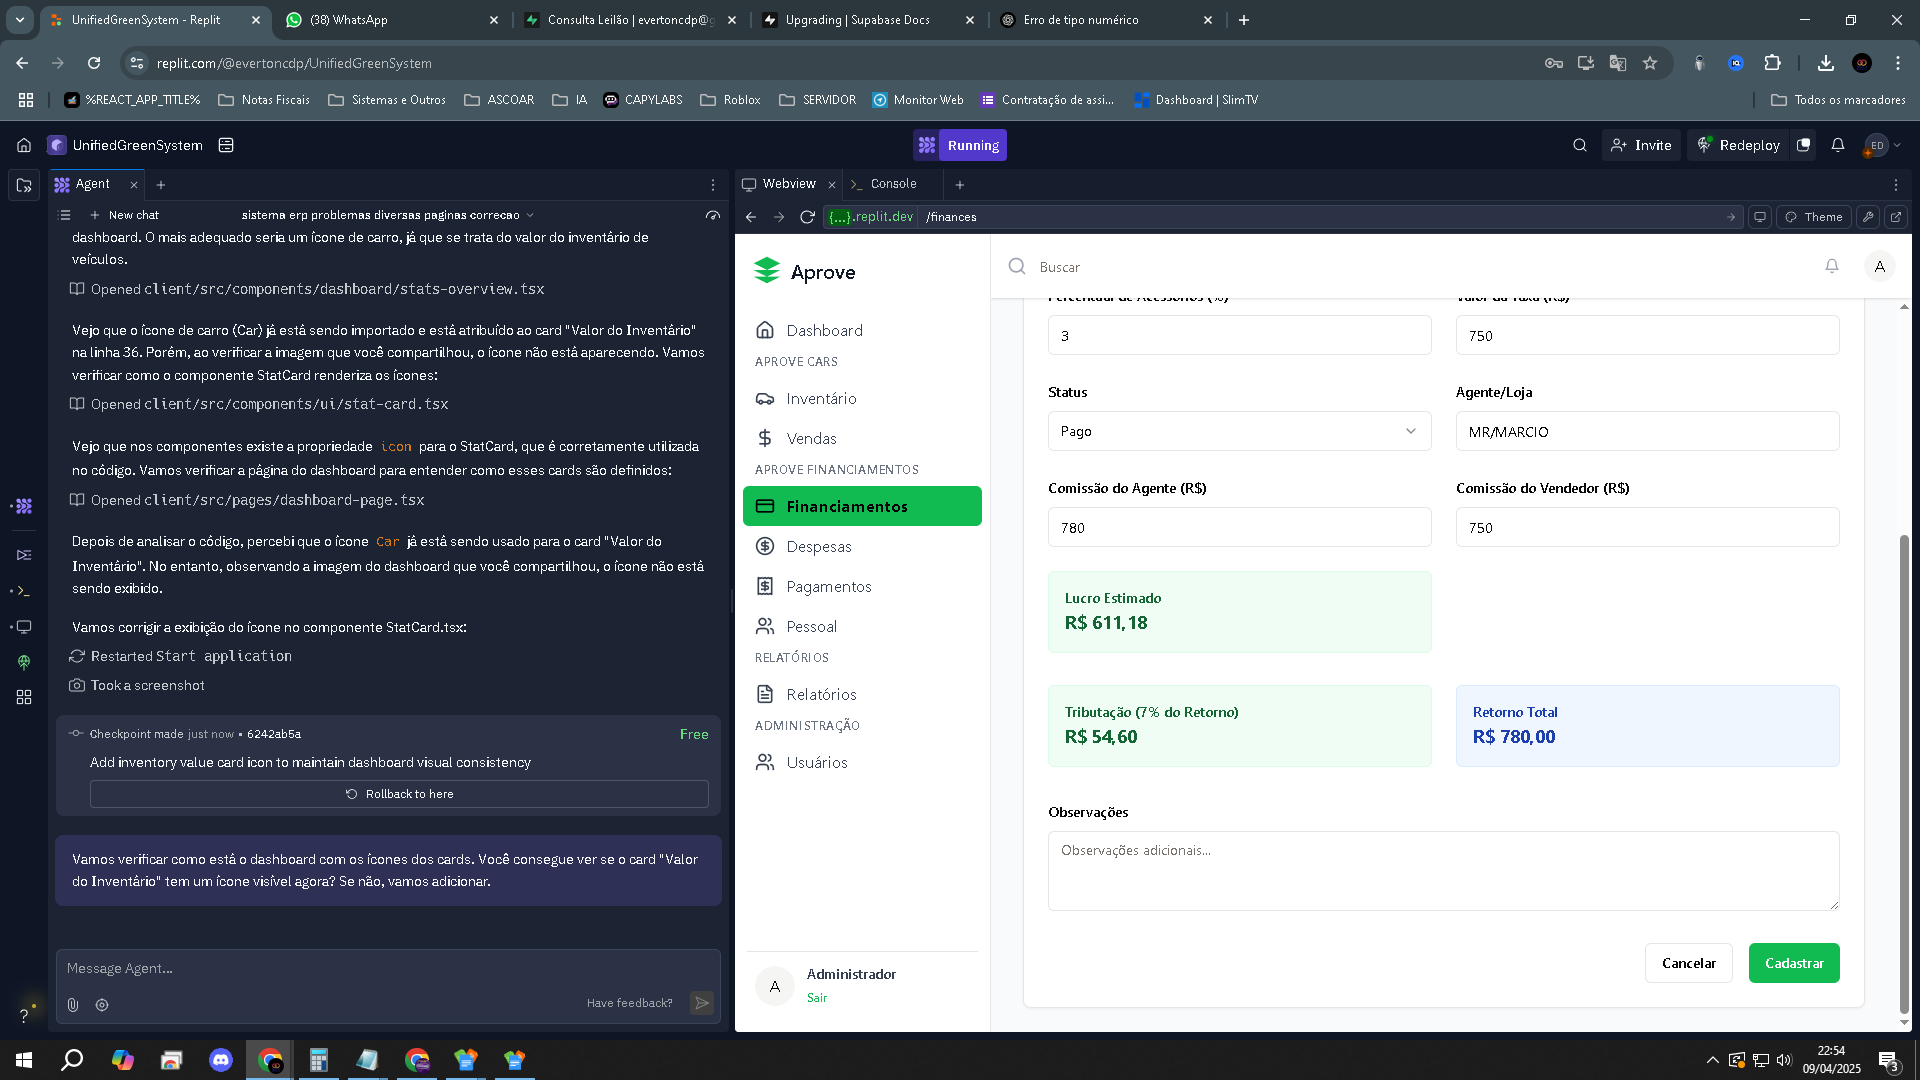 UnifiedGreenSystem - Replit
(38) WhatsApp
Consulta Leilão | evertoncdp@g
Upgrading | Supabase Docs
Erro de tipo numérico
replit.com/@evertoncdp/UnifiedGreenSystem
%REACT_APP_TITLE%
Notas Fiscais
Sistemas e Outros
ASCOAR
IA
CAPYLABS
Roblox
SERVIDOR
Monitor Web
Contratação de assi...
Dashboard | SlimTV
Todos os marcadores
UnifiedGreenSystem
Running
Invite
Redeploy
ED
Agent
New chat
sistema erp problemas diversas paginas correcao
dashboard. O mais adequado seria um ícone de carro, já que se trata do valor do inventário de
veículos.
Opened client/src/components/dashboard/stats-overview.tsx
Vejo que o ícone de carro (Car) já está sendo importado e está atribuído ao card "Valor do Inventário"
na linha 36. Porém, ao verificar a imagem que você compartilhou, o ícone não está aparecendo. Vamos
verificar como o componente StatCard renderiza os ícones:
Opened client/src/components/ui/stat-card.tsx
Vejo que nos componentes existe a propriedade icon para o StatCard, que é corretamente utilizada
no código. Vamos verificar a página do dashboard para entender como esses cards são definidos:
Opened client/src/pages/dashboard-page.tsx
Depois de analisar o código, percebi que o ícone Car já está sendo usado para o card "Valor do
Inventário". No entanto, observando a imagem do dashboard que você compartilhou, o ícone não está
sendo exibido.
Vamos corrigir a exibição do ícone no componente StatCard.tsx:
Restarted Start application
Took a screenshot
Checkpoint made just now • 6242ab5a
Free
Add inventory value card icon to maintain dashboard visual consistency
Rollback to here
Vamos verificar como está o dashboard com os ícones dos cards. Você consegue ver se o card "Valor
do Inventário" tem um ícone visível agora? Se não, vamos adicionar.
Message Agent...
Have feedback?
Webview
Console
{...}.replit.dev
/finances
Theme
Aprove
Dashboard
APROVE CARS
Inventário
Vendas
APROVE FINANCIAMENTOS
Financiamentos
Despesas
Pagamentos
Pessoal
RELATÓRIOS
Relatórios
ADMINISTRAÇÃO
Usuários
A
Administrador
Sair
Buscar
A
Percentual de Acessórios (%)
Valor da Taxa (R$)
3
750
Status
Agente/Loja
Pago
MR/MARCIO
Comissão do Agente (R$)
Comissão do Vendedor (R$)
780
750
Lucro Estimado
R$ 611,18
Tributação (7% do Retorno)
R$ 54,60
Retorno Total
R$ 780,00
Observações
Observações adicionais...
Cancelar
Cadastrar
22:54
09/04/2025
3